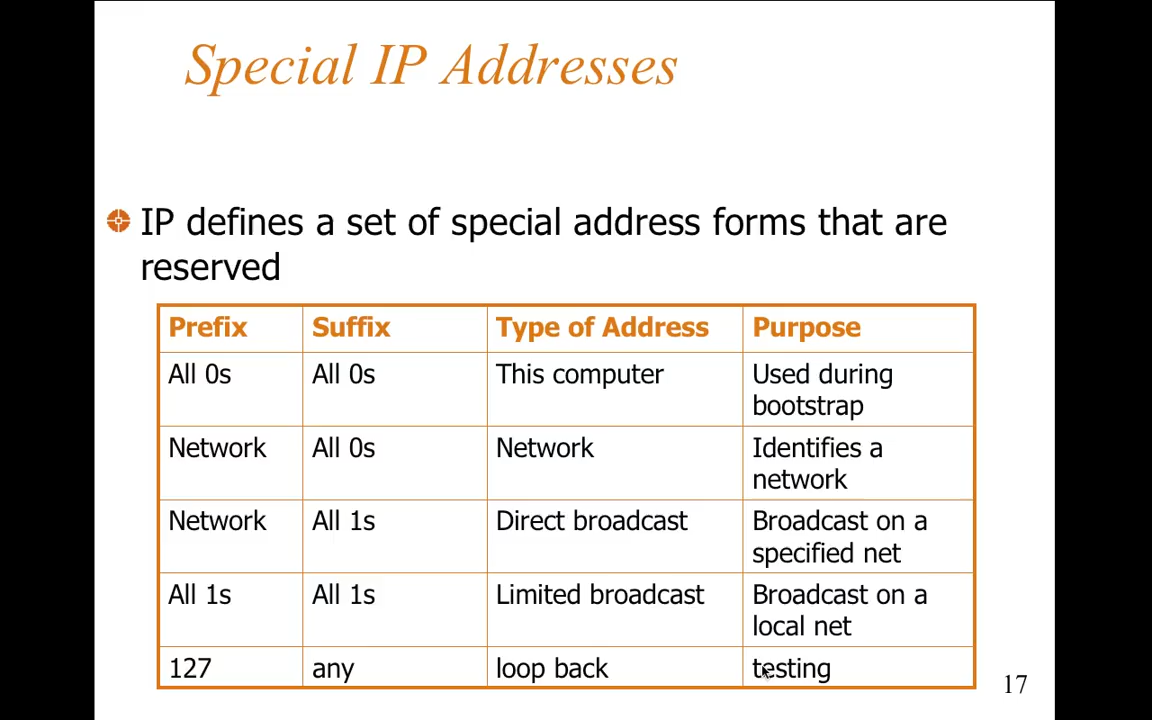 Special IP Addresses
IP defines a set of special address forms that are
reserved
Prefix Suffix Type of Address Purpose
All 0s All 0s This computer Used during
bootstrap
Network All 0s Network Identifies a
network
Network All 1s Direct broadcast Broadcast on a
specified net
All 1s All 1s Limited broadcast Broadcast on a
local net
127 any loop back testing
17